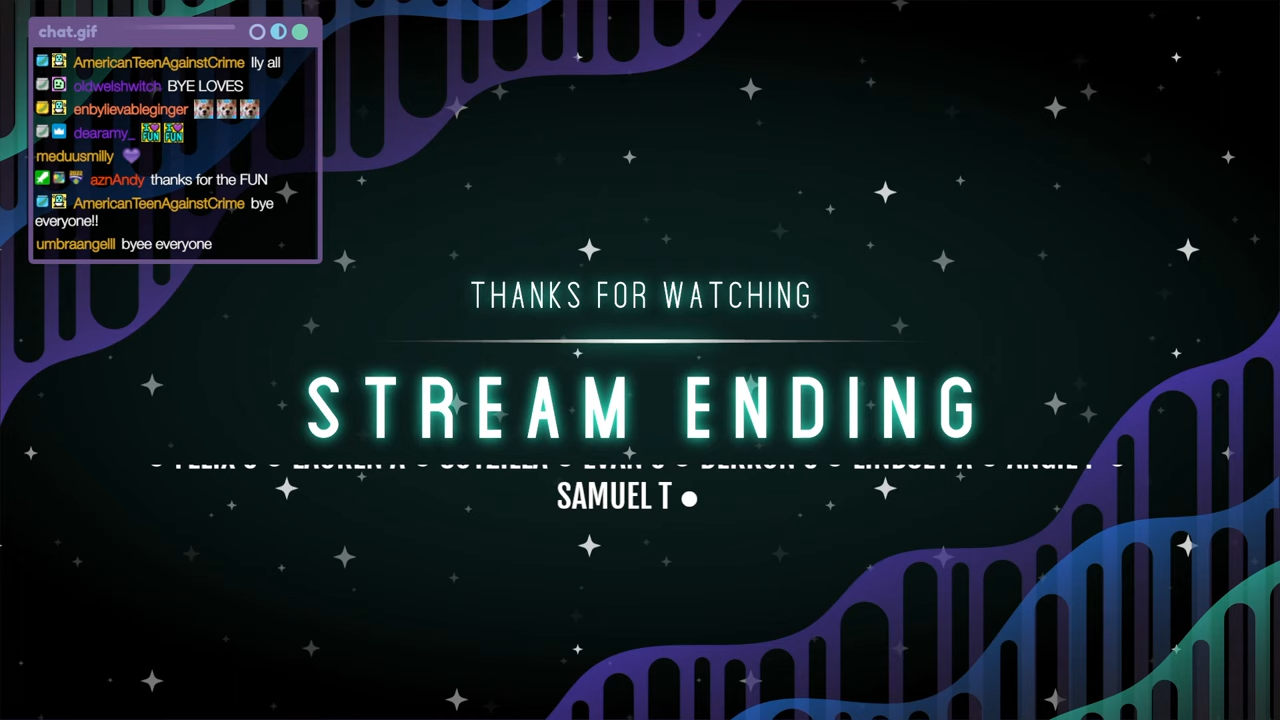 chat.gif
AmericanTeenAgainstCrime lly all
oldwelshwitch BYE LOVES
enbylievableginger
dearamy_
meduusmilly
aznAndy thanks for the FUN
AmericanTeenAgainstCrime bye
everyone!!
umbraangelll byee everyone
THANKS FOR WATCHING
STREAM ENDING
SAMUEL T ●